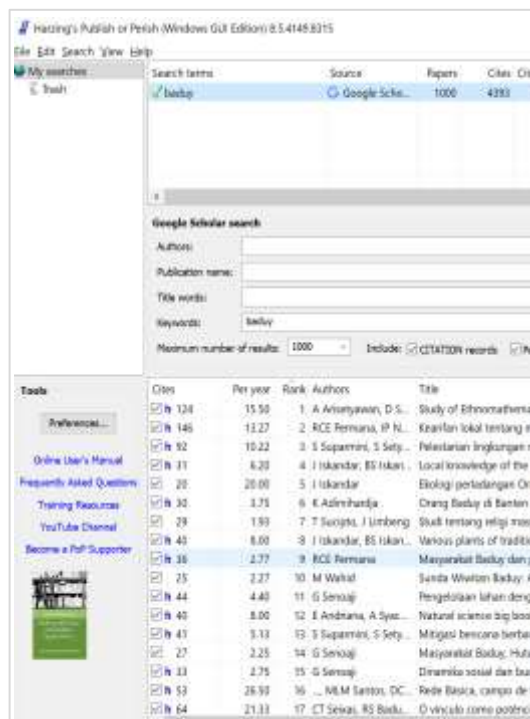 Harzing's Publish or Perish (Windows GUI Edition) 8.5.4149.8315
File Edit Search View Help
My searches
Trash
Search terms Source Papers Cites
baduy Google Scho... 1000 4393
Google Scholar search
Authors:
Publication name:
Title words:
Keywords: baduy
Maximum number of results: 1000 Include: CITATION records
Tools
Preferences...
Online User's Manual
Frequently Asked Questions
Training Resources
YouTube Channel
Become a PoP Supporter
Cites Per year Rank Authors Title
h 124 15.50 1 D S... Study of Ethnomathema
h 146 13.27 2 RCE Permana, IP N... Kearifan lokal tentang m
h 92 10.22 3 S Suparmini, S Sety... Pelestarian lingkungan
h 31 6.20 4 J Iskandar, BS Iskan... Local knowledge of the
20 20.00 5 J Iskandar Ekologi perladangan Or
h 30 3.75 6 K Adimihardja Orang Baduy di Banten
29 1.93 7 T Sucipto, J Limbeng Studi tentang religi mas
h 40 8.00 8 J Iskandar, BS Iskan... Various plants of traditi
h 36 2.77 9 RCE Permana Masyarakat Baduy dan
25 2.27 10 M Wahid Sunda Wiwitan Baduy: A
h 44 4.40 11 G Senoaji Pengelolaan lahan deng
h 40 8.00 12 E Andriana, A Syac... Natural science big boo
h 41 5.13 13 S Suparmini, S Sety... Mitigasi bencana berba
27 2.25 14 G Senoaji Masyarakat Baduy, Huta
h 33 2.75 15 G Senoaji Dinamika sosial dan bu
h 53 26.50 16 ..., MLM Santos, DC... Rede Básica, campo de
h 64 21.33 17 CT Seixas, RS Badu... O vínculo como potênc